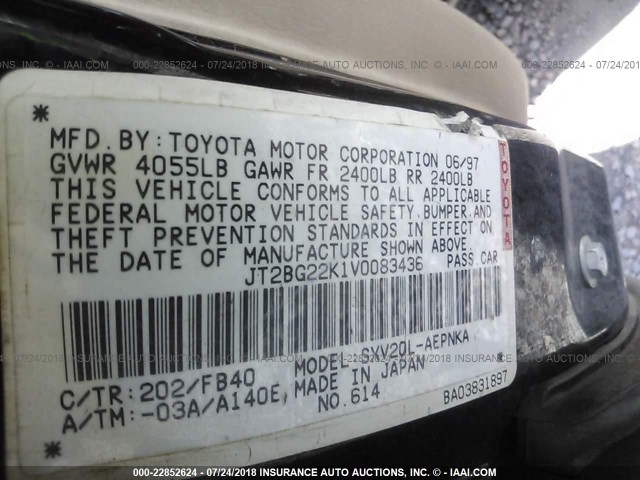 000-22852624 | 07/24/2018 INSURANCE AUTO AUCTIONS, INC. - IAAI.COM
* MFD. BY: TOYOTA MOTOR CORPORATION 06/97
GVWR 4055LB GAWR FR 2400LB RR 2400LB
THIS VEHICLE CONFORMS TO ALL APPLICABLE
FEDERAL MOTOR VEHICLE SAFETY, BUMPER, AND
THEFT PREVENTION STANDARDS IN EFFECT ON
THE DATE OF MANUFACTURE SHOWN ABOVE.
JT2BG22K1V0083436 PASS.CAR
TOYOTA
MODEL: SXV20L-AEPNKA
C/TR: 202/FB40 MADE IN JAPAN
A/TM: -03A/A140E, NO. 614
BA03831897
000-22852624 | 07/24/2018 INSURANCE AUTO AUCTIONS, INC. - IAAI.COM